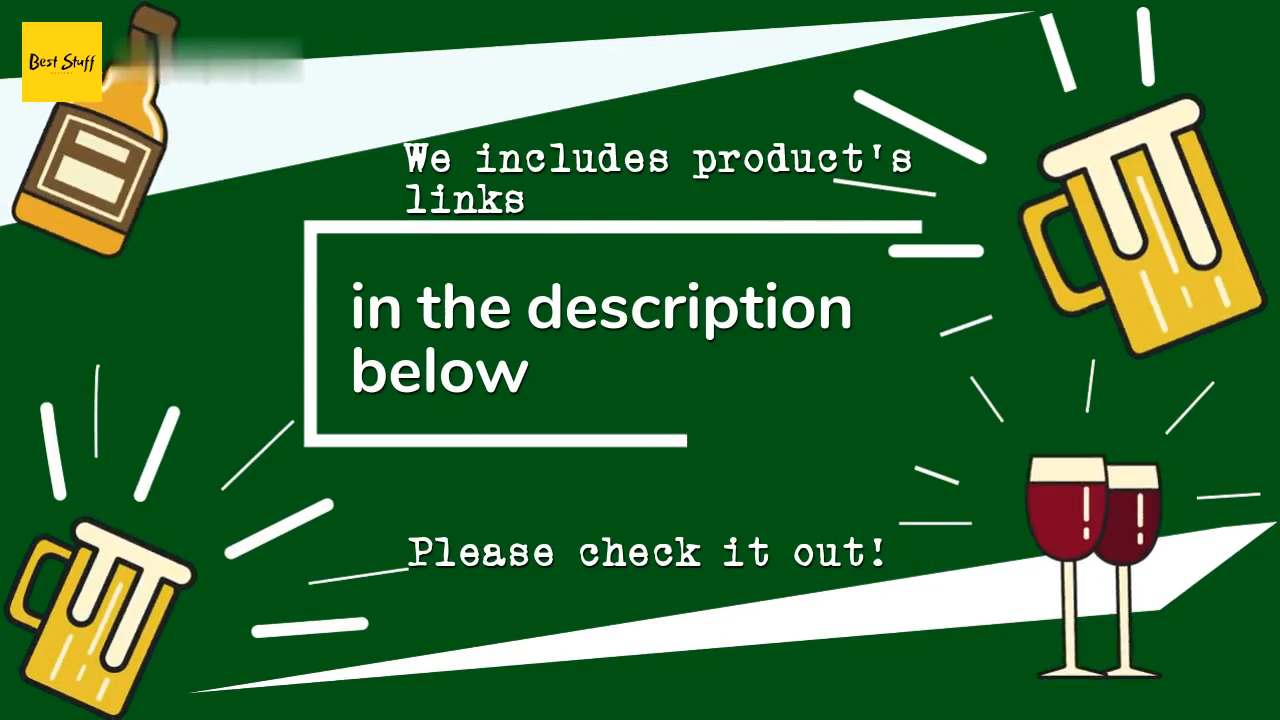 Best Stuff
We includes product's
links
in the description
below
Please check it out!